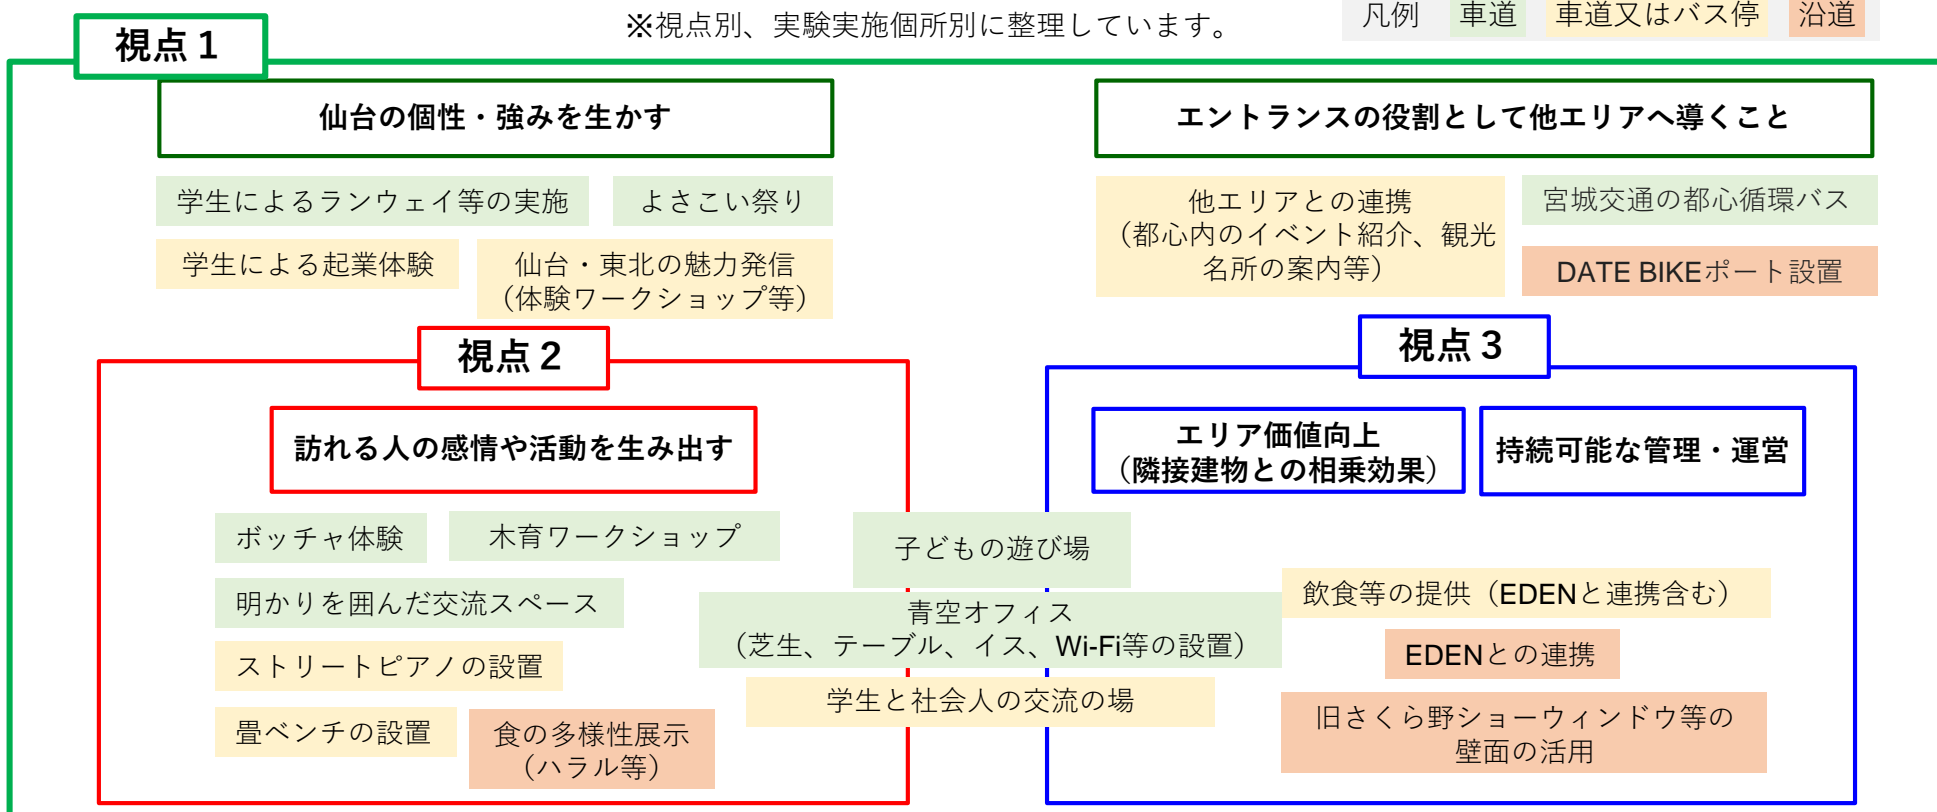 ※視点別、実験実施個所別に整理しています。
凡例 車道 車道又はバス停 沿道
視点1
仙台の個性・強みを生かす
エントランスの役割として他エリアへ導くこと
学生によるランウェイ等の実施
よさこい祭り
学生による起業体験
仙台・東北の魅力発信
（体験ワークショップ等）
他エリアとの連携
（都心内のイベント紹介、観光
名所の案内等）
宮城交通の都心循環バス
DATE BIKEポート設置
視点2
訪れる人の感情や活動を生み出す
ボッチャ体験
木育ワークショップ
明かりを囲んだ交流スペース
ストリートピアノの設置
畳ベンチの設置
食の多様性展示
（ハラル等）
子どもの遊び場
青空オフィス
（芝生、テーブル、イス、Wi-Fi等の設置）
学生と社会人の交流の場
視点3
エリア価値向上
（隣接建物との相乗効果）
持続可能な管理・運営
飲食等の提供（EDENと連携含む）
EDENとの連携
旧さくら野ショーウィンドウ等の
壁面の活用